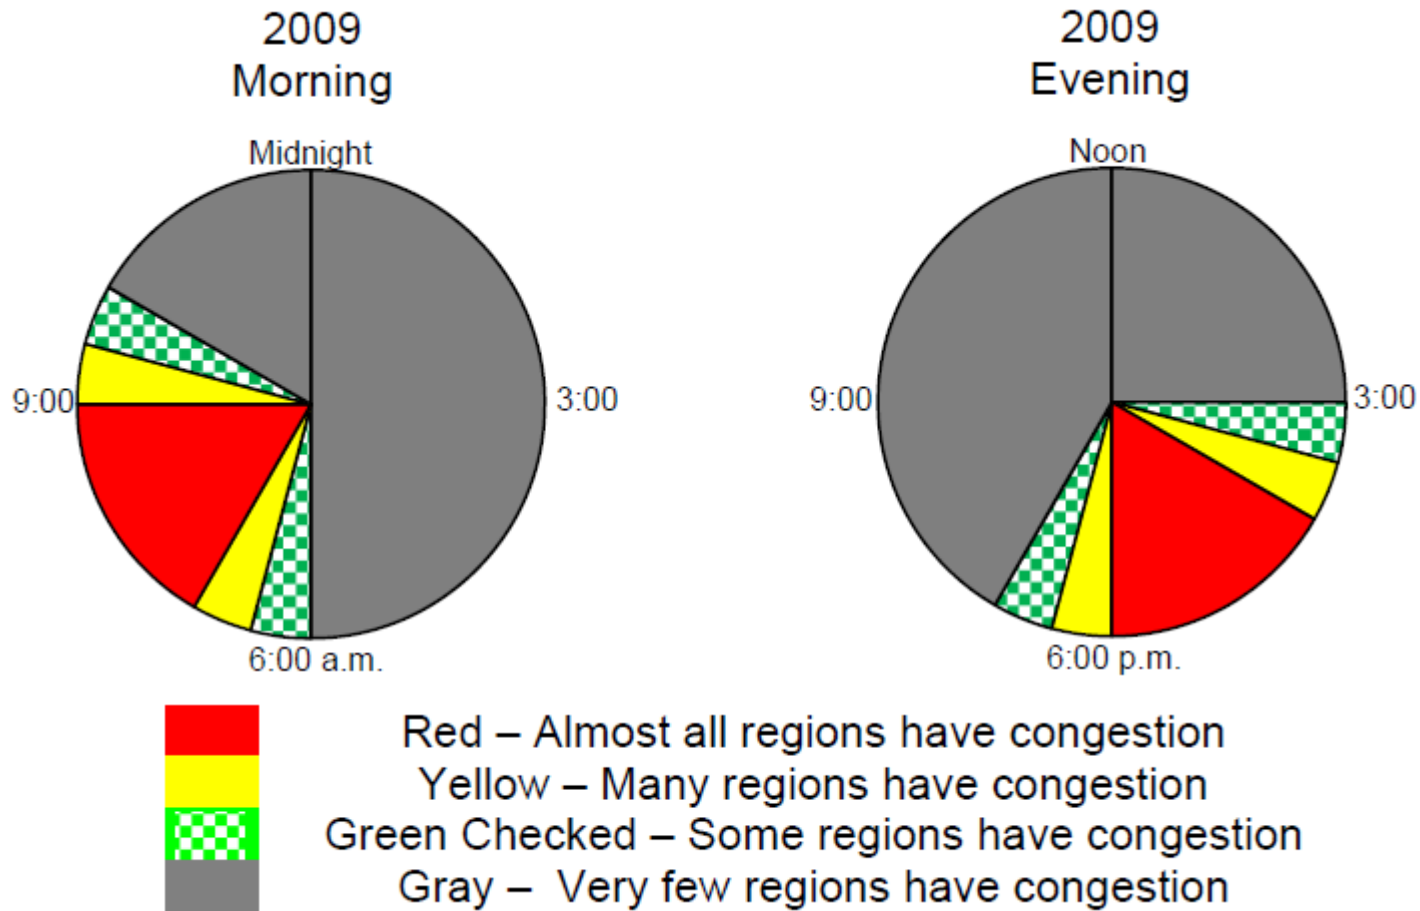 2009
Morning
2009
Evening
Midnight
Noon
9:00
3:00
9:00
3:00
6:00 a.m.
6:00 p.m.
Red – Almost all regions have congestion
Yellow – Many regions have congestion
Green Checked – Some regions have congestion
Gray – Very few regions have congestion